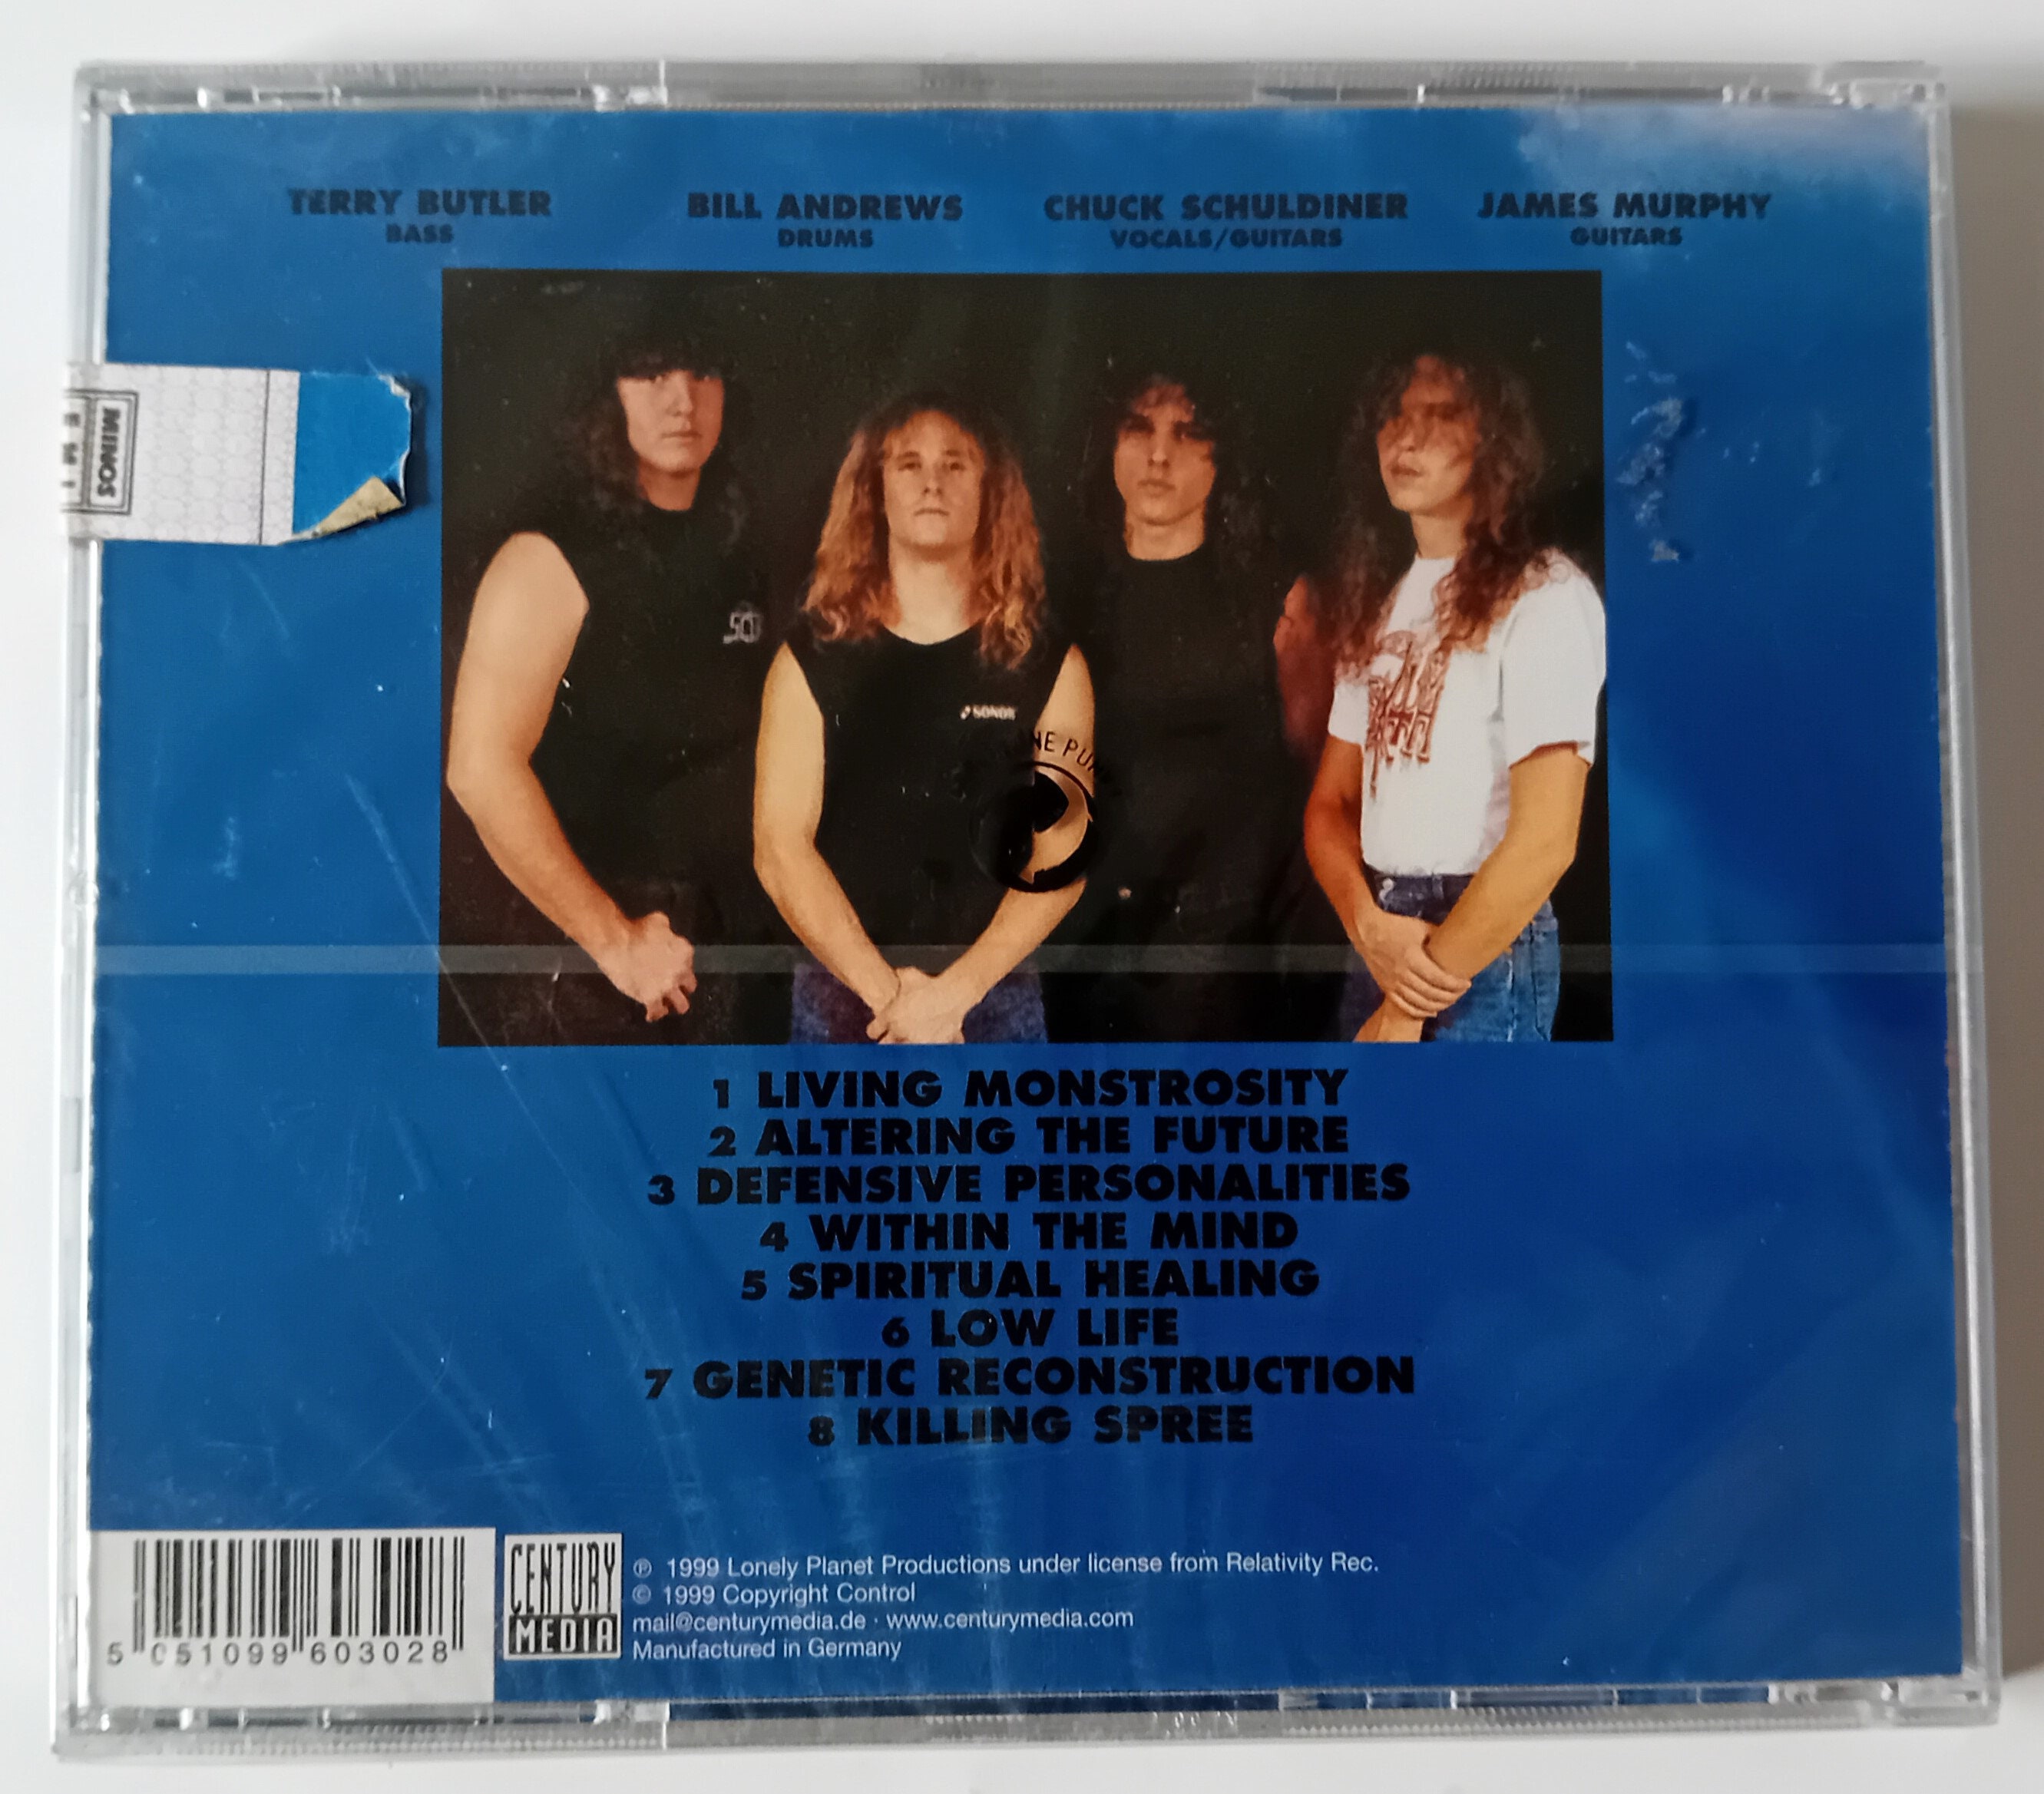 TERRY BUTLER
BASS
BILL ANDREWS
DRUMS
CHUCK SCHULDINER
VOCALS/GUITARS
JAMES MURPHY
GUITARS
SONOR
1 LIVING MONSTROSITY
2 ALTERING THE FUTURE
3 DEFENSIVE PERSONALITIES
4 WITHIN THE MIND
5 SPIRITUAL HEALING
6 LOW LIFE
7 GENETIC RECONSTRUCTION
8 KILLING SPREE
5 051099 603028
CENTURY
MEDIA
℗ 1999 Lonely Planet Productions under license from Relativity Rec.
© 1999 Copyright Control
mail@centurymedia.de · www.centurymedia.com
Manufactured in Germany